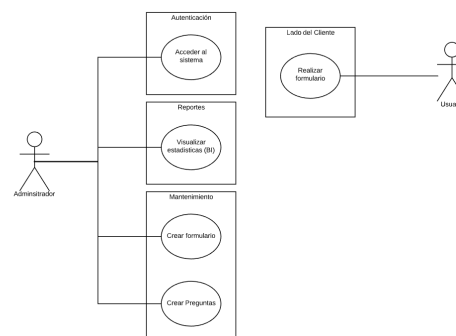 Autenticación
Acceder al
sistema
Lado del Cliente
Realizar
formulario
Reportes
Visualizar
estadísticas (BI)
Adminsitrador
Mantenimiento
Crear formulario
Crear Preguntas